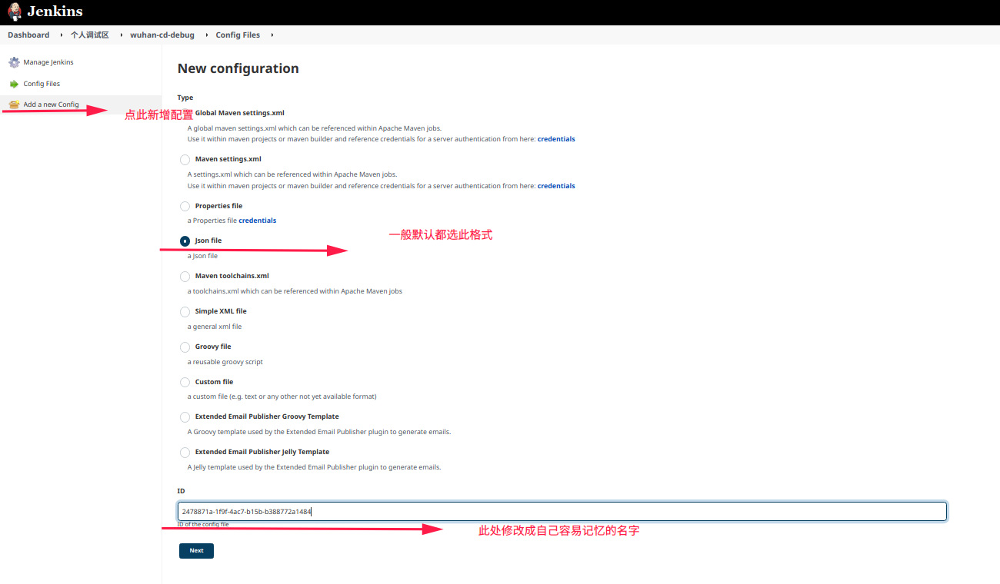 Jenkins
Dashboard 个人调试区 wuhan-cd-debug Config Files
Manage Jenkins
Config Files
Add a new Config
点此新增配置
New configuration
Type
Global Maven settings.xml
A global maven settings.xml which can be referenced within Apache Maven jobs.
Use it within maven projects or maven builder and reference credentials for a server authentication from here: credentials
Maven settings.xml
A settings.xml which can be referenced within Apache Maven jobs.
Use it within maven projects or maven builder and reference credentials for a server authentication from here: credentials
Properties file
a Properties file credentials
一般默认都选此格式
Json file
a Json file
Maven toolchains.xml
a toolchains.xml which can be referenced within Apache Maven jobs
Simple XML file
a general xml file
Groovy file
a reusable groovy script
Custom file
a custom file (e.g. text or any other not yet available format)
Extended Email Publisher Groovy Template
A Groovy template used by the Extended Email Publisher plugin to generate emails.
Extended Email Publisher Jelly Template
A Jelly template used by the Extended Email Publisher plugin to generate emails.
ID
2478871a-1f9f-4ac7-b15b-b388772a1484
ID of the config file
此处修改成自己容易记忆的名字
Next